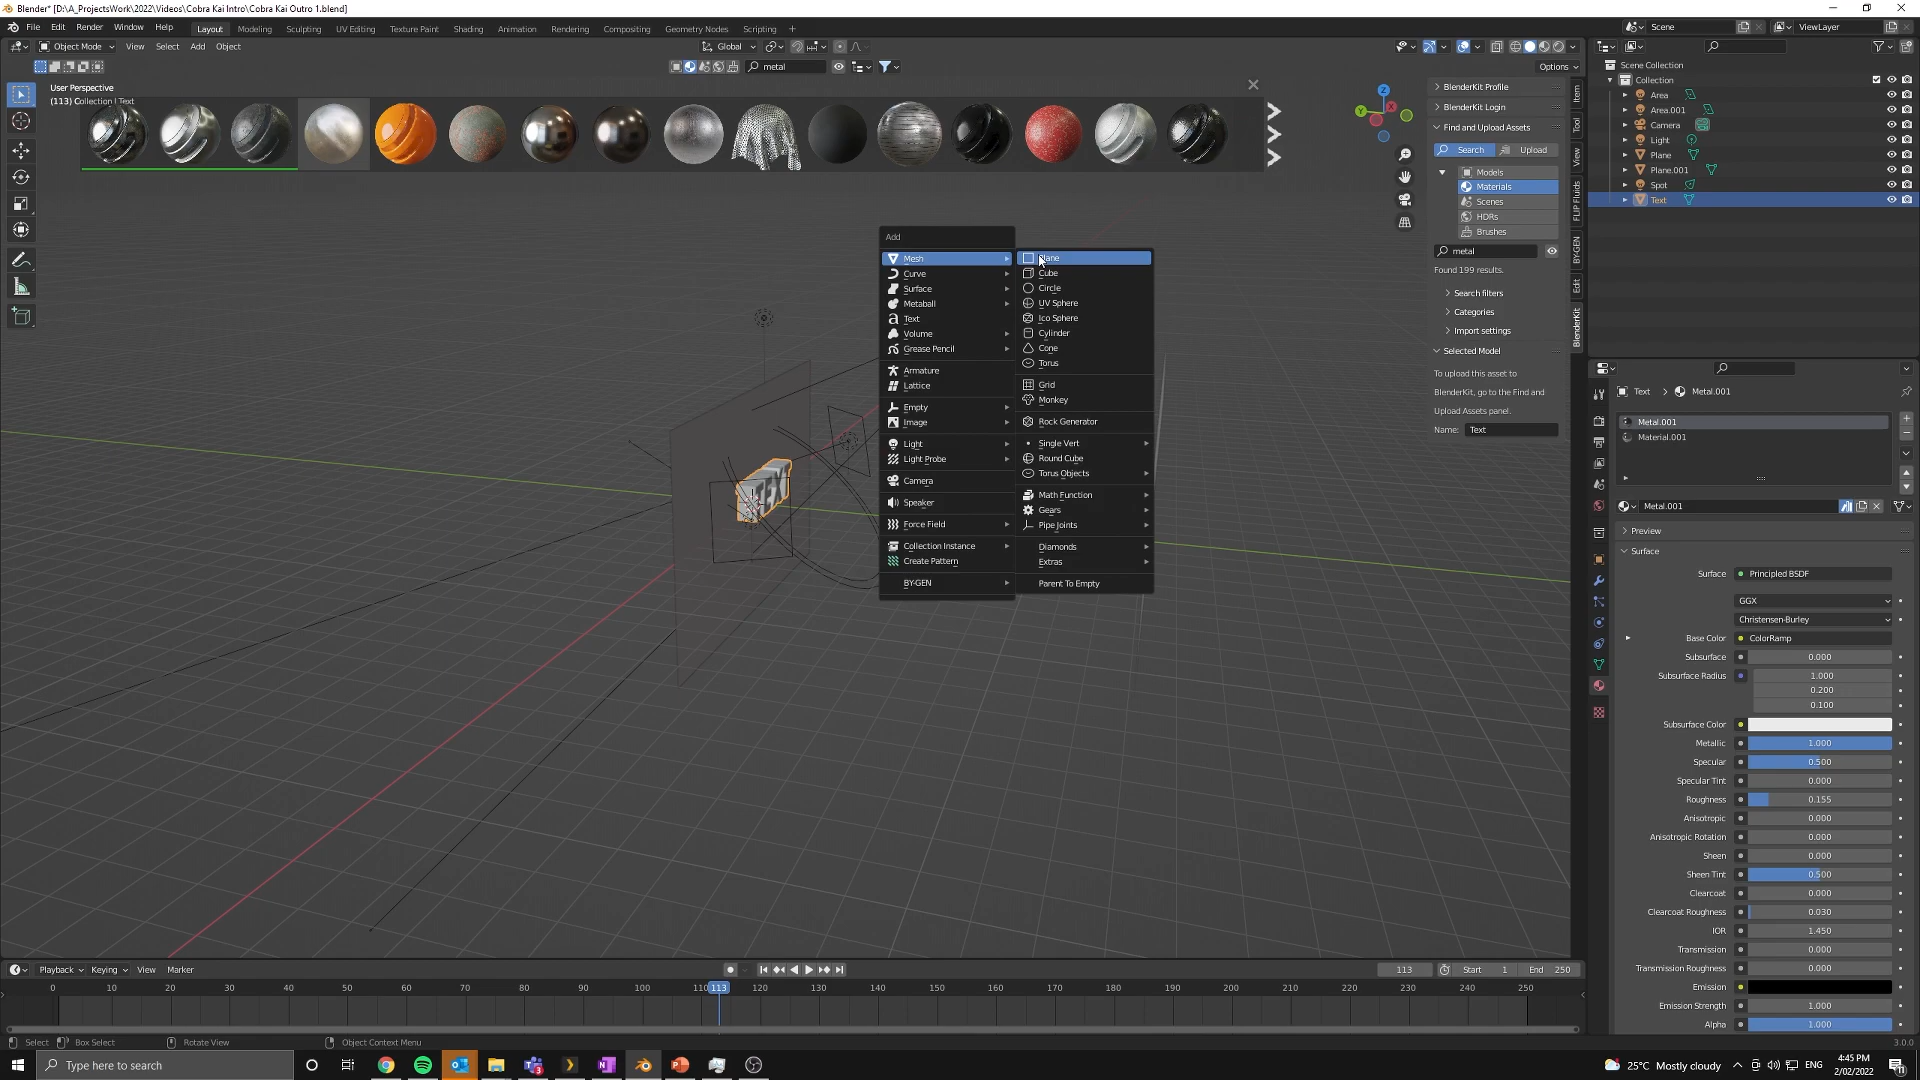 Blender* [D:\A_ProjectsWork\2022\Videos\Cobra Kai Intro\Cobra Kai Outro 1.blend]
File Edit Render Window Help Layout Modeling Sculpting UV Editing Texture Paint Shading Animation Rendering Compositing Geometry Nodes Scripting + Scene ViewLayer
Object Mode View Select Add Object Global
metal Options
User Perspective
(113) Collection | Text
Add
Mesh
Curve
Surface
Metaball
Text
Volume
Grease Pencil
Armature
Lattice
Empty
Image
Light
Light Probe
Camera
Speaker
Force Field
Collection Instance
Create Pattern
BY-GEN
Plane
Cube
Circle
UV Sphere
Ico Sphere
Cylinder
Cone
Torus
Grid
Monkey
Rock Generator
Single Vert
Round Cube
Torus Objects
Math Function
Gears
Pipe Joints
Diamonds
Extras
Parent To Empty
BlenderKit Profile
BlenderKit Login
Find and Upload Assets
Search Upload
Models
Materials
Scenes
HDRs
Brushes
metal
Found 199 results.
Search filters
Categories
Import settings
Selected Model
To upload this asset to
BlenderKit, go to the Find and
Upload Assets panel.
Name: Text
Item
Tool
View
FLIP Fluids
BY-GEN
Edit
BlenderKit
Scene Collection
Collection
Area
Area.001
Camera
Light
Plane
Plane.001
Spot
Text
Text > Metal.001
Metal.001
Material.001
Metal.001
Preview
Surface
Surface Principled BSDF
GGX
Christensen-Burley
Base Color ColorRamp
Subsurface 0.000
Subsurface Radius 1.000
0.200
0.100
Subsurface Color
Metallic 1.000
Specular 0.500
Specular Tint 0.000
Roughness 0.155
Anisotropic 0.000
Anisotropic Rotation 0.000
Sheen 0.000
Sheen Tint 0.500
Clearcoat 0.000
Clearcoat Roughness 0.030
IOR 1.450
Transmission 0.000
Transmission Roughness 0.000
Emission
Emission Strength 1.000
Alpha 1.000
Playback Keying View Marker 113 Start 1 End 250
0 10 20 30 40 50 60 70 80 90 100 110 113 120 130 140 150 160 170 180 190 200 210 220 230 240 250
Select Box Select Rotate View Object Context Menu 3.0.0
Type here to search 25°C Mostly cloudy ENG 4:45 PM
2/02/2022